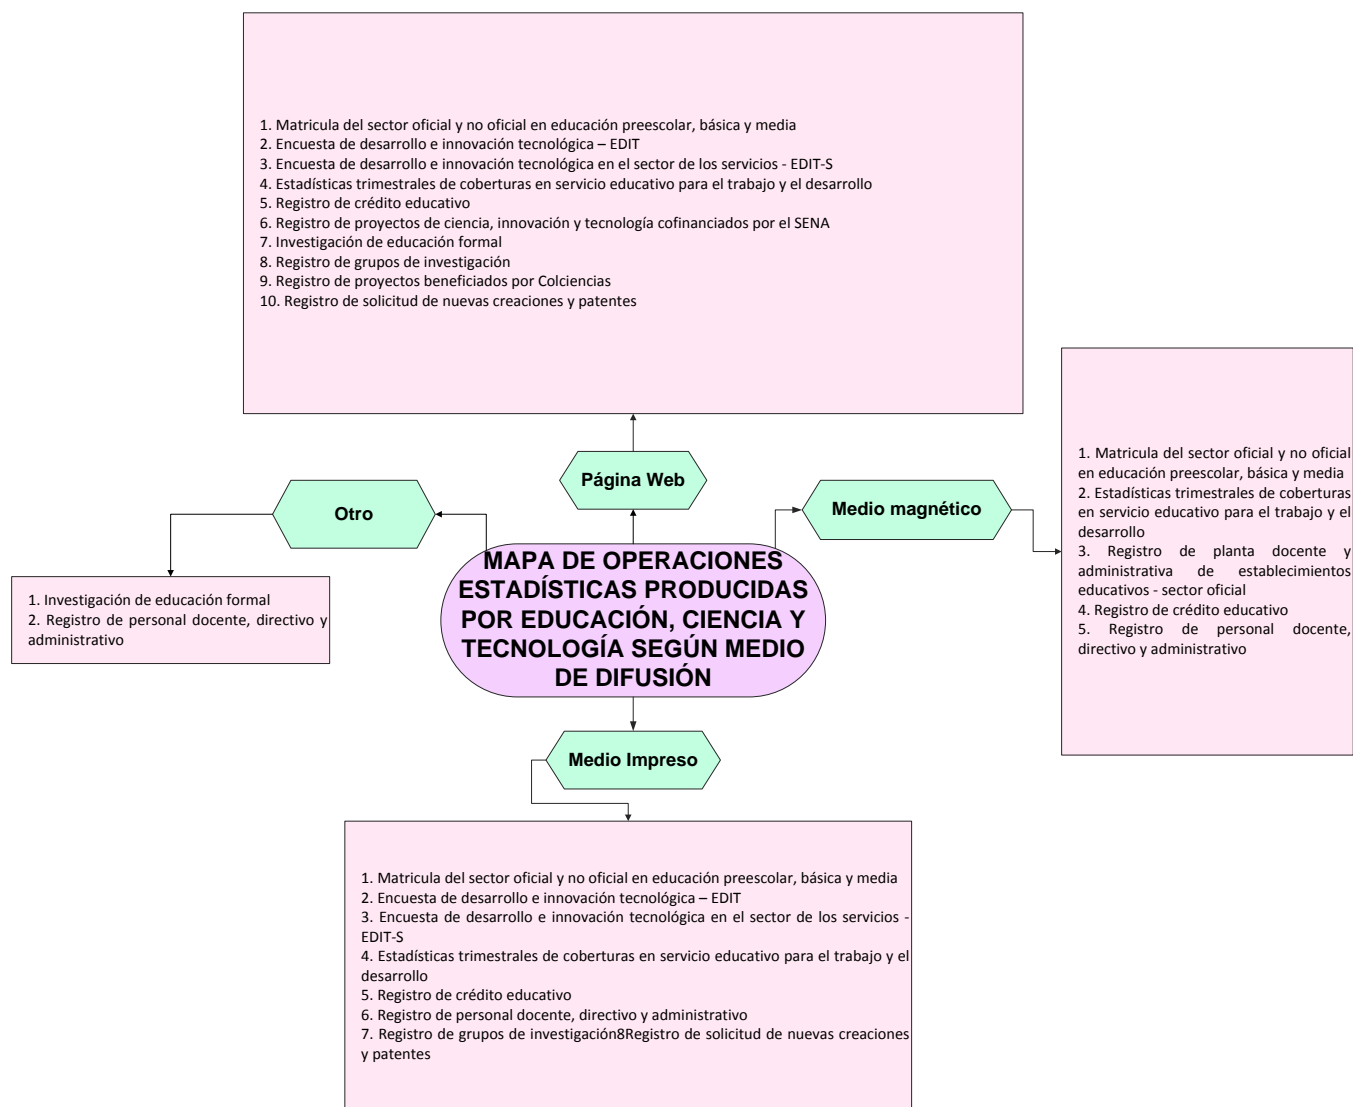 1. Matricula del sector oficial y no oficial en educación preescolar, básica y media
2. Encuesta de desarrollo e innovación tecnológica – EDIT
3. Encuesta de desarrollo e innovación tecnológica en el sector de los servicios - EDIT-S
4. Estadísticas trimestrales de coberturas en servicio educativo para el trabajo y el desarrollo
5. Registro de crédito educativo
6. Registro de proyectos de ciencia, innovación y tecnología cofinanciados por el SENA
7. Investigación de educación formal
8. Registro de grupos de investigación
9. Registro de proyectos beneficiados por Colciencias
10. Registro de solicitud de nuevas creaciones y patentes
Página Web
Otro
Medio magnético
1. Matricula del sector oficial y no oficial
en educación preescolar, básica y media
2. Estadísticas trimestrales de coberturas
en servicio educativo para el trabajo y el
desarrollo
3. Registro de planta docente y
administrativa de establecimientos
educativos - sector oficial
4. Registro de crédito educativo
5. Registro de personal docente,
directivo y administrativo
MAPA DE OPERACIONES
ESTADÍSTICAS PRODUCIDAS
POR EDUCACIÓN, CIENCIA Y
TECNOLOGÍA SEGÚN MEDIO
DE DIFUSIÓN
1. Investigación de educación formal
2. Registro de personal docente, directivo y
administrativo
Medio Impreso
1. Matricula del sector oficial y no oficial en educación preescolar, básica y media
2. Encuesta de desarrollo e innovación tecnológica – EDIT
3. Encuesta de desarrollo e innovación tecnológica en el sector de los servicios -
EDIT-S
4. Estadísticas trimestrales de coberturas en servicio educativo para el trabajo y el
desarrollo
5. Registro de crédito educativo
6. Registro de personal docente, directivo y administrativo
7. Registro de grupos de investigación8Registro de solicitud de nuevas creaciones
y patentes